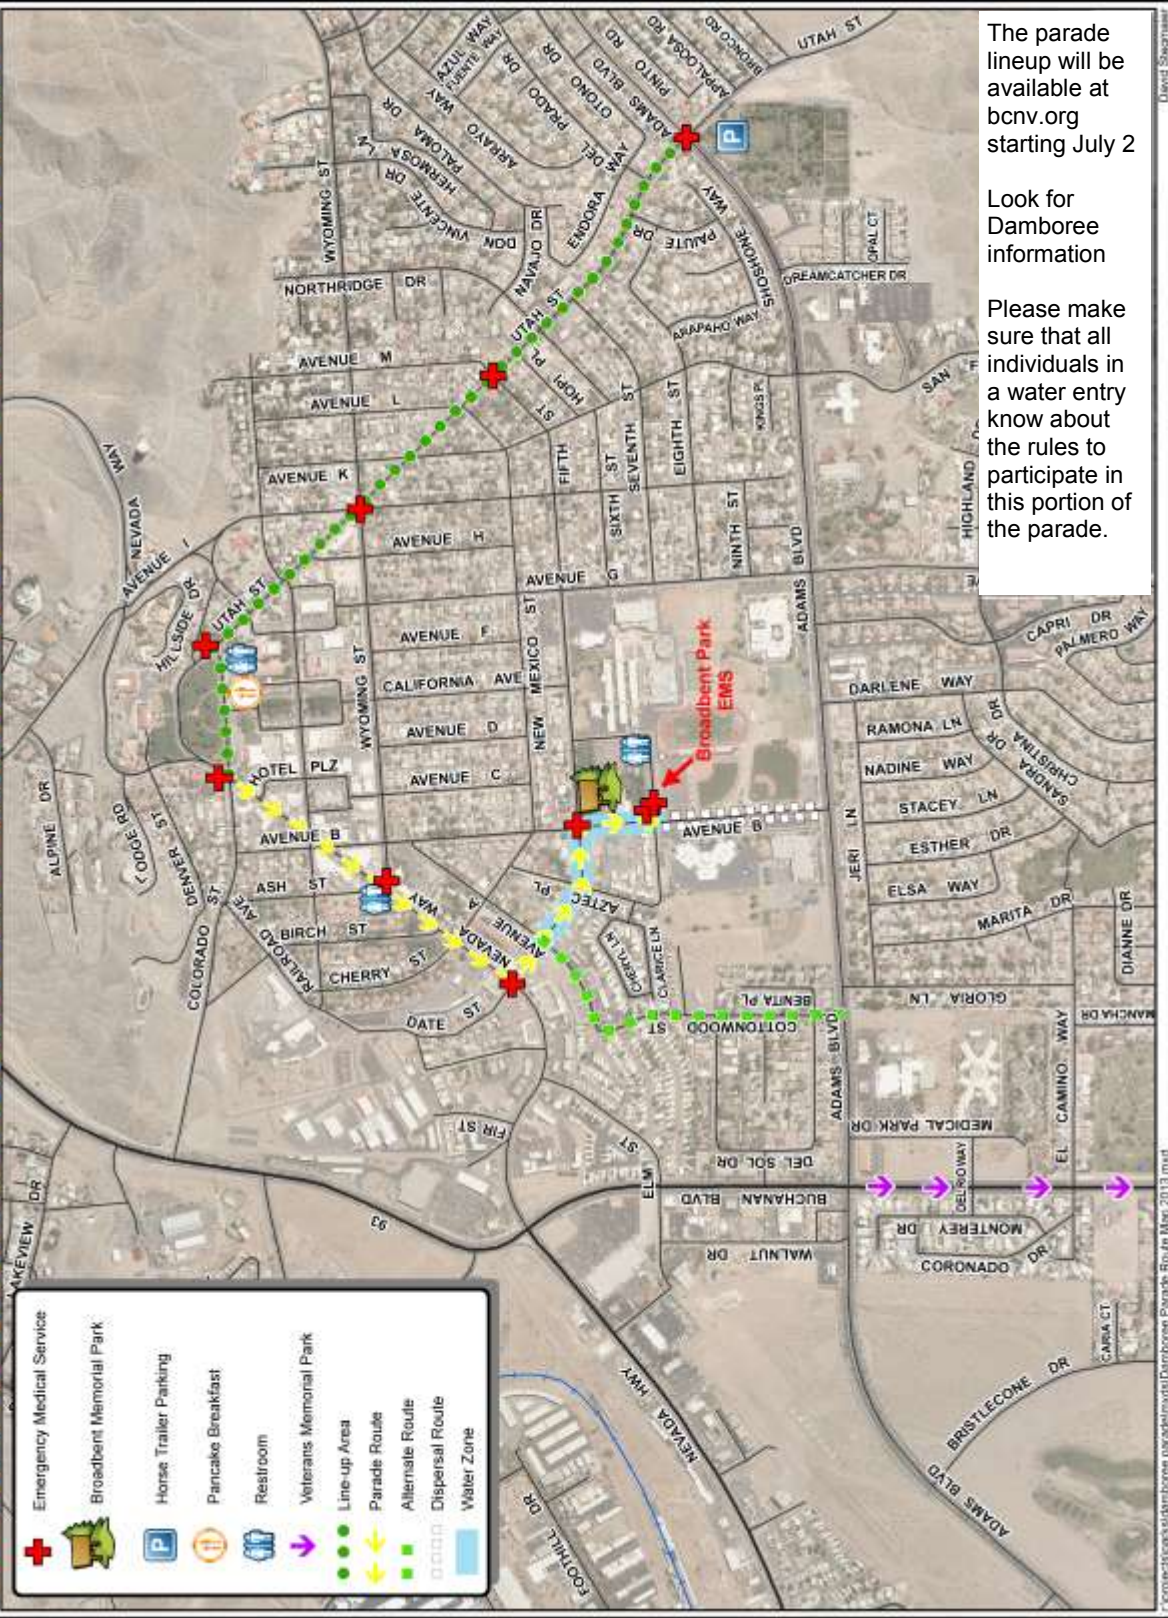 The parade
lineup will be
available at
bcnv.org
starting July 2
Look for
Damboree
information
Please make
sure that all
individuals in
a water entry
know about
the rules to
participate in
this portion of
the parade.
UTAH ST
BRONCO RD
APPALOOSA RD
PINTO RD
ADAMS BLVD
OTONO DR
DEL PRADO DR
AZUL WAY
FUENTE WAY
ARRAYO WAY
PALOMA DR
HERMOSA LN
VINCENTE DR
DON
ENDORA WAY
NAVAJO DR
WYOMING ST
NORTHRIDGE DR
UTAH ST
PAIUTE DR
WAY
SHOSHONE
OPAL CT
DREAMCATCHER DR
ARAPAHO WAY
AVENUE M
AVENUE L
AVENUE K
HOPI PL
ST
FIFTH
SIXTH ST
SEVENTH ST
EIGHTH ST
KINGS PL
SAN F
HIGHLAND
NINTH ST
ADAMS BLVD
AVENUE H
AVENUE G
NEVADA WAY
AVENUE I
HILLSIDE DR
UTAH ST
AVENUE F
CALIFORNIA AVE
AVENUE D
AVENUE C
NEW MEXICO ST
WYOMING ST
HOTEL PLZ
AVENUE B
Broadbent Park
EMS
AVENUE B
DARLENE WAY
RAMONA LN
NADINE WAY
STACEY LN
ESTHER DR
ELSA WAY
MARITA DR
SANDRA DR
CHRISTINA DR
CAPRI DR
PALMERO WAY
JERI LN
DIANNE DR
ALPINE DR
LODGE RD
DENVER ST
COLORADO ST
RAILROAD AVE
ASH ST
BIRCH ST
CHERRY ST
DATE ST
NEVADA WAY
AVENUE A
AZTEC PL
CHERYL LN
CLARICE LN
COTTONWOOD ST
BENITA PL
GLORIA LN
MANCHA DR
ADAMS BLVD
MEDICAL PARK DR
EL CAMINO WAY
DEL RIO WAY
FIR ST
ELM ST
DEL SOL DR
BUCHANAN BLVD
WALNUT DR
MONTEREY DR
CORONADO DR
CARIA CT
BRISTLECONE DR
ADAMS BLVD
LAKEVIEW DR
93
NEVADA HWY
FOOTHILL DR
Emergency Medical Service
Broadbent Memorial Park
P Horse Trailer Parking
Pancake Breakfast
Restroom
Veterans Memorial Park
Line-up Area
Parade Route
Alternate Route
Dispersal Route
Water Zone
P